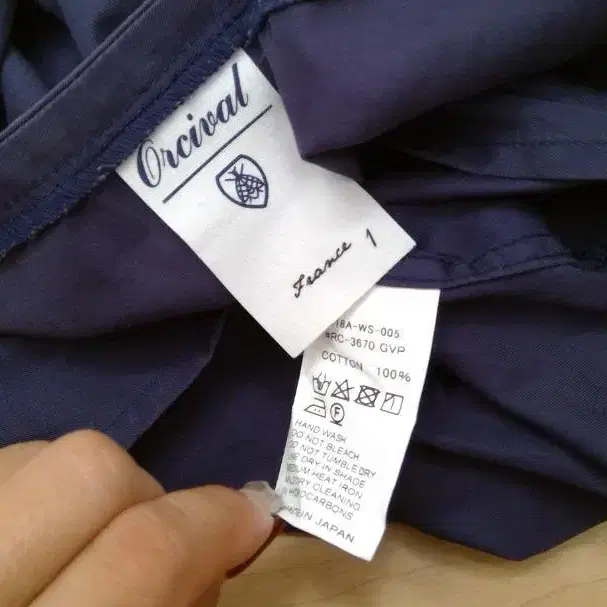 Orcival
France 1
18A-WS-005
#RC-3670 GVP
COTTON 100%
F
HAND WASH
DO NOT BLEACH
DO NOT TUMBLE DRY
DRY IN SHADE
MEDIUM HEAT IRON
DRY CLEANING
MADE IN JAPAN